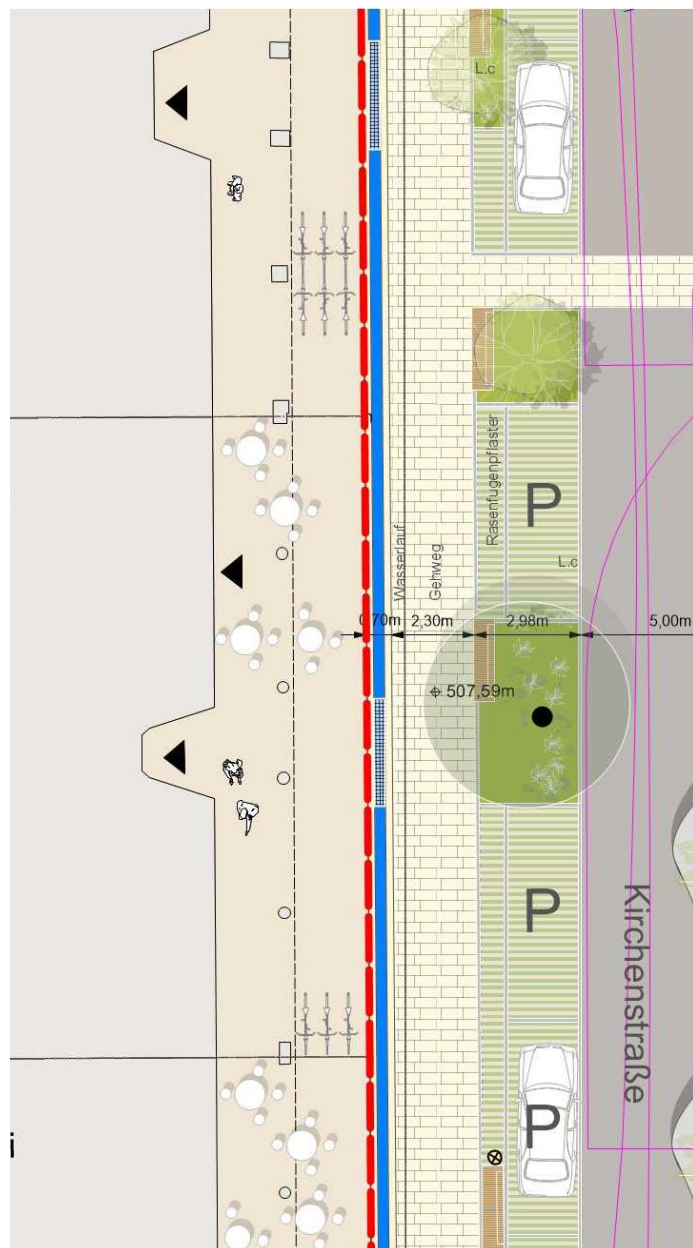 L.c
Rasenfugenpflaster
P
L.c
Wasserlauf
Gehweg
0,70m
2,30m
2,98m
5,00m
507,59m
P
Kirchenstraße
P
i